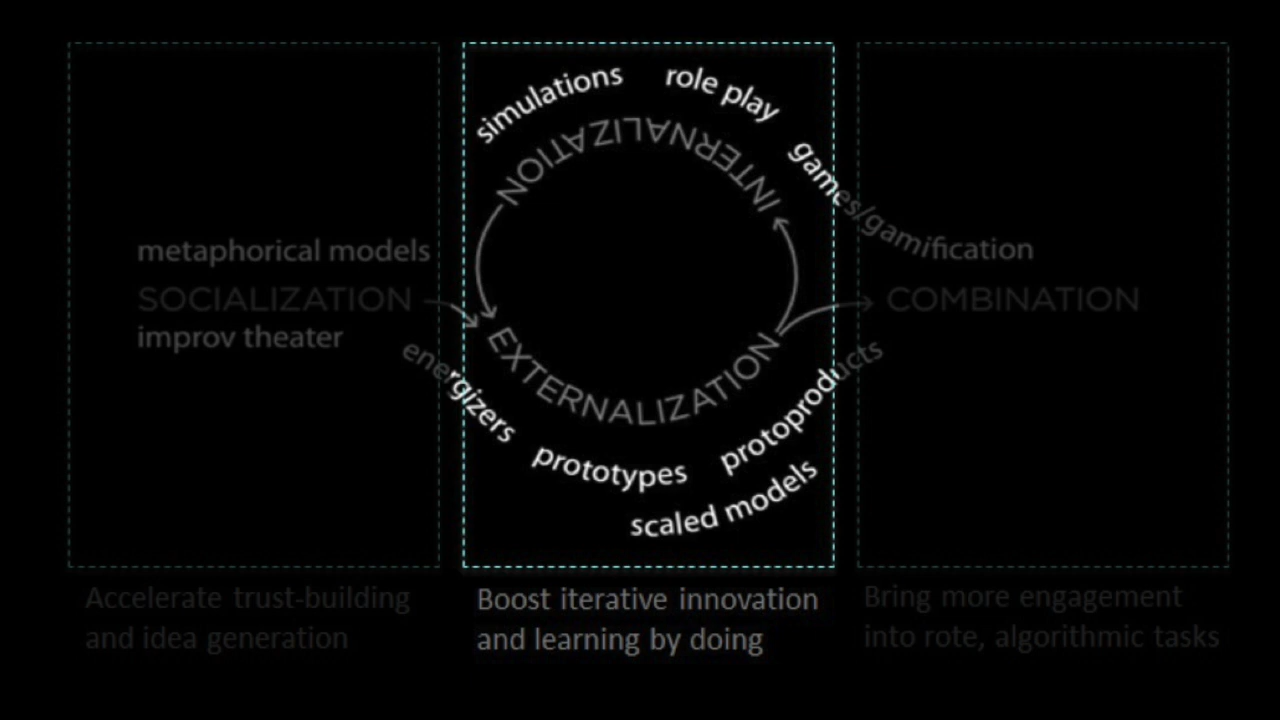 simulations
role play
games/gamification
INTERNALIZATION
metaphorical models
SOCIALIZATION
improv theater
COMBINATION
EXTERNALIZATION
energizers
prototypes
protoproducts
scaled models
Accelerate trust-building
and idea generation
Boost iterative innovation
and learning by doing
Bring more engagement
into rote, algorithmic tasks